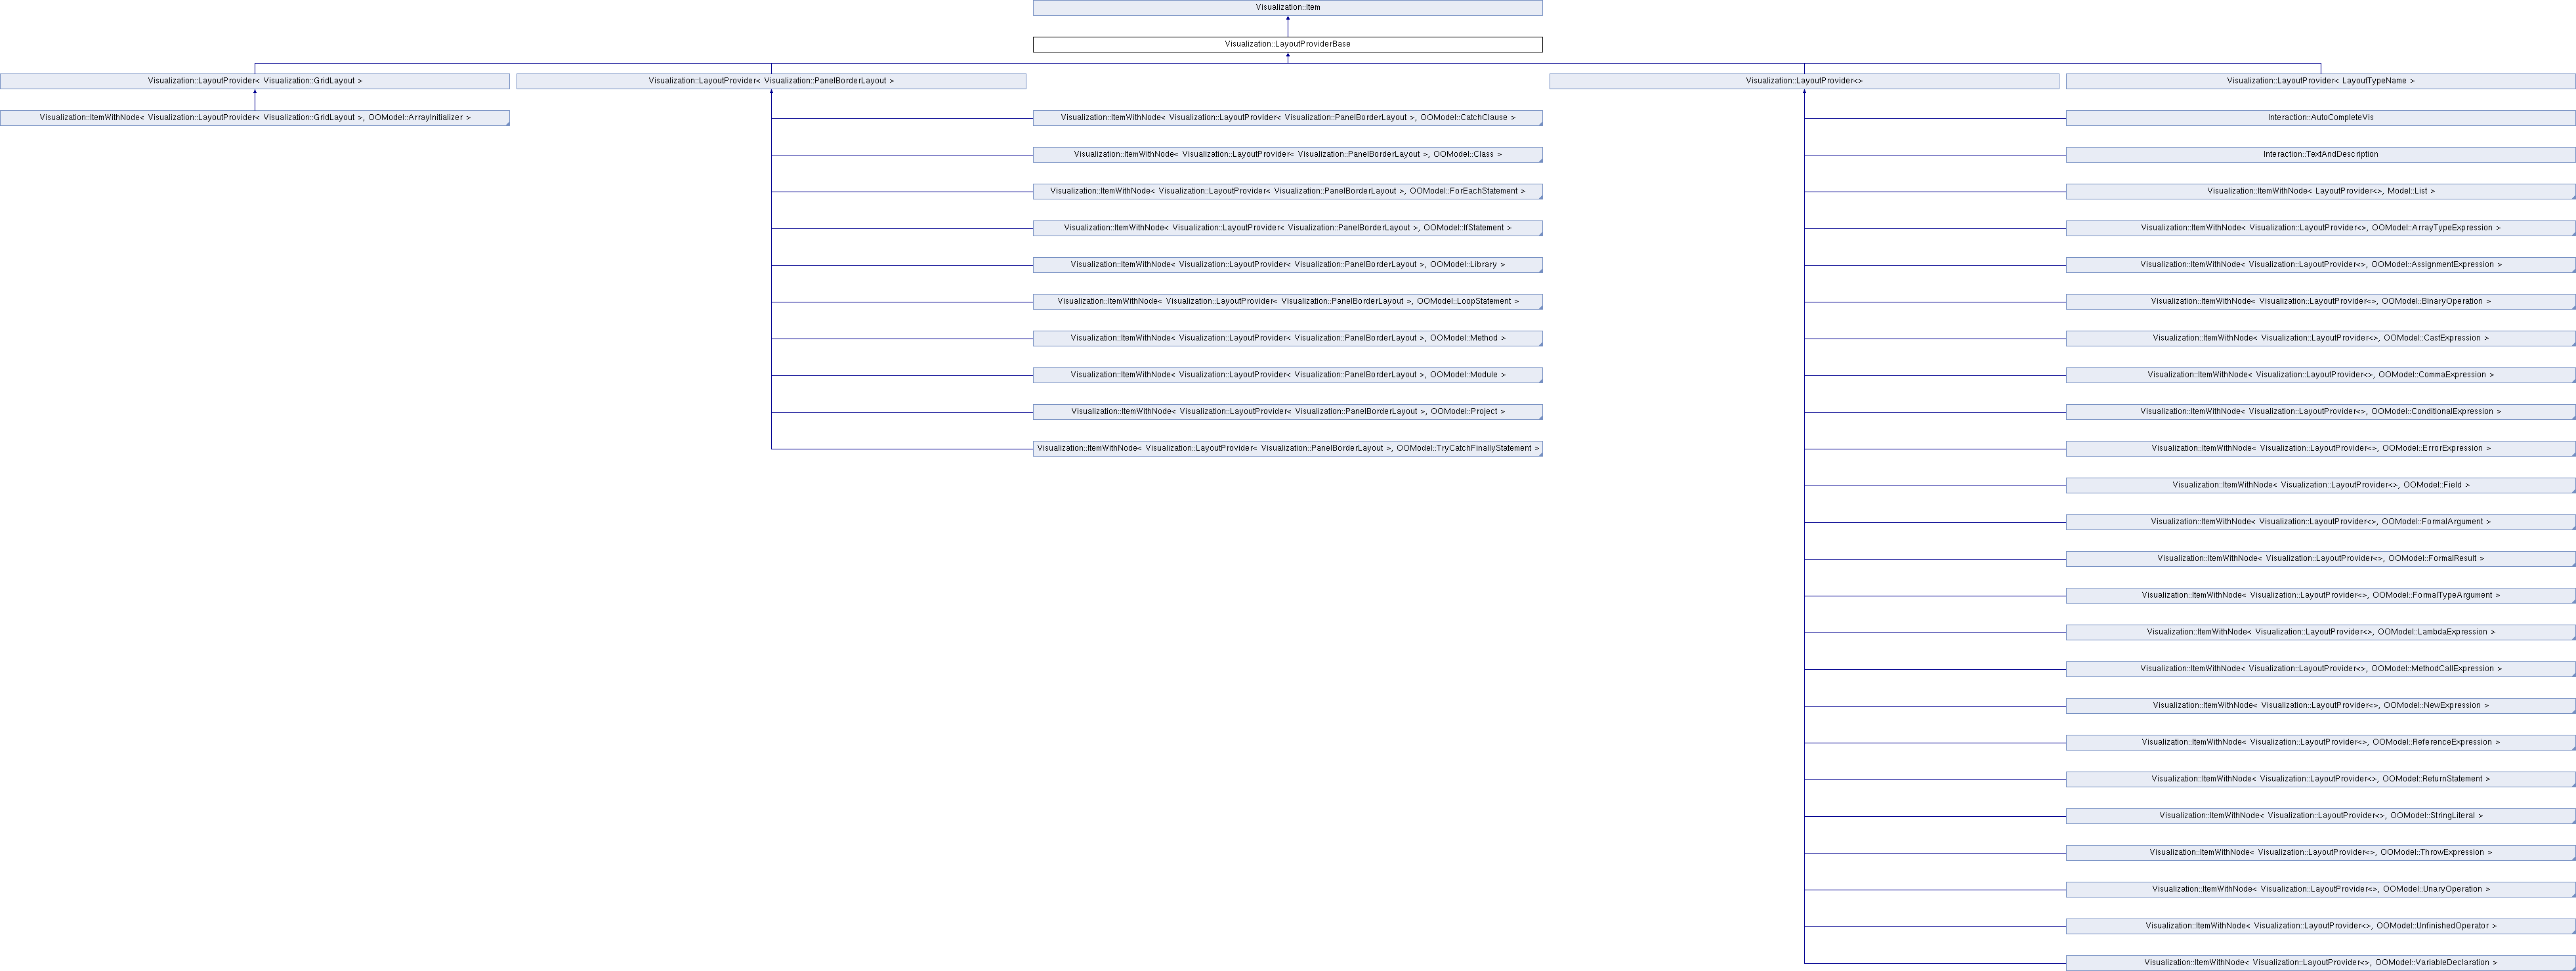 Visualization::Item
Visualization::LayoutProviderBase
Visualization::LayoutProvider< Visualization::GridLayout >
Visualization::LayoutProvider< Visualization::PanelBorderLayout >
Visualization::LayoutProvider<>
Visualization::LayoutProvider< LayoutTypeName >
Visualization::ItemWithNode< Visualization::LayoutProvider< Visualization::GridLayout >, OOModel::ArrayInitializer >
Visualization::ItemWithNode< Visualization::LayoutProvider< Visualization::PanelBorderLayout >, OOModel::CatchClause >
Visualization::ItemWithNode< Visualization::LayoutProvider< Visualization::PanelBorderLayout >, OOModel::Class >
Visualization::ItemWithNode< Visualization::LayoutProvider< Visualization::PanelBorderLayout >, OOModel::ForEachStatement >
Visualization::ItemWithNode< Visualization::LayoutProvider< Visualization::PanelBorderLayout >, OOModel::IfStatement >
Visualization::ItemWithNode< Visualization::LayoutProvider< Visualization::PanelBorderLayout >, OOModel::Library >
Visualization::ItemWithNode< Visualization::LayoutProvider< Visualization::PanelBorderLayout >, OOModel::LoopStatement >
Visualization::ItemWithNode< Visualization::LayoutProvider< Visualization::PanelBorderLayout >, OOModel::Method >
Visualization::ItemWithNode< Visualization::LayoutProvider< Visualization::PanelBorderLayout >, OOModel::Module >
Visualization::ItemWithNode< Visualization::LayoutProvider< Visualization::PanelBorderLayout >, OOModel::Project >
Visualization::ItemWithNode< Visualization::LayoutProvider< Visualization::PanelBorderLayout >, OOModel::TryCatchFinallyStatement >
Interaction::AutoCompleteVis
Interaction::TextAndDescription
Visualization::ItemWithNode< LayoutProvider<>, Model::List >
Visualization::ItemWithNode< Visualization::LayoutProvider<>, OOModel::ArrayTypeExpression >
Visualization::ItemWithNode< Visualization::LayoutProvider<>, OOModel::AssignmentExpression >
Visualization::ItemWithNode< Visualization::LayoutProvider<>, OOModel::BinaryOperation >
Visualization::ItemWithNode< Visualization::LayoutProvider<>, OOModel::CastExpression >
Visualization::ItemWithNode< Visualization::LayoutProvider<>, OOModel::CommaExpression >
Visualization::ItemWithNode< Visualization::LayoutProvider<>, OOModel::ConditionalExpression >
Visualization::ItemWithNode< Visualization::LayoutProvider<>, OOModel::ErrorExpression >
Visualization::ItemWithNode< Visualization::LayoutProvider<>, OOModel::Field >
Visualization::ItemWithNode< Visualization::LayoutProvider<>, OOModel::FormalArgument >
Visualization::ItemWithNode< Visualization::LayoutProvider<>, OOModel::FormalResult >
Visualization::ItemWithNode< Visualization::LayoutProvider<>, OOModel::FormalTypeArgument >
Visualization::ItemWithNode< Visualization::LayoutProvider<>, OOModel::LambdaExpression >
Visualization::ItemWithNode< Visualization::LayoutProvider<>, OOModel::MethodCallExpression >
Visualization::ItemWithNode< Visualization::LayoutProvider<>, OOModel::NewExpression >
Visualization::ItemWithNode< Visualization::LayoutProvider<>, OOModel::ReferenceExpression >
Visualization::ItemWithNode< Visualization::LayoutProvider<>, OOModel::ReturnStatement >
Visualization::ItemWithNode< Visualization::LayoutProvider<>, OOModel::StringLiteral >
Visualization::ItemWithNode< Visualization::LayoutProvider<>, OOModel::ThrowExpression >
Visualization::ItemWithNode< Visualization::LayoutProvider<>, OOModel::UnaryOperation >
Visualization::ItemWithNode< Visualization::LayoutProvider<>, OOModel::UnfinishedOperator >
Visualization::ItemWithNode< Visualization::LayoutProvider<>, OOModel::VariableDeclaration >